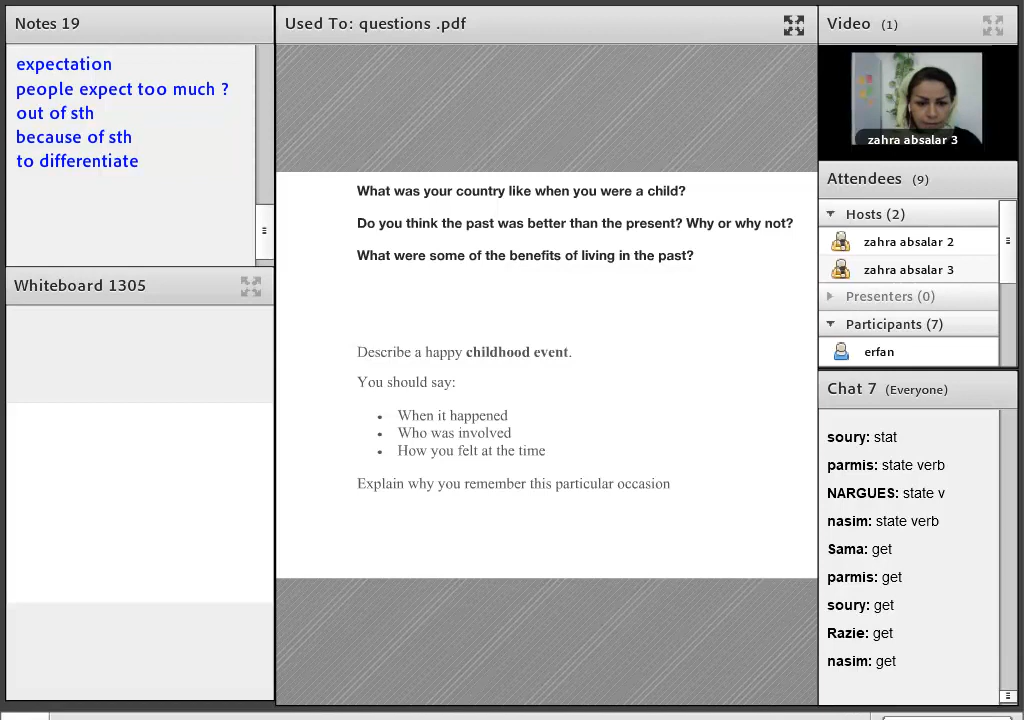 Notes 19
expectation
people expect too much ?
out of sth
because of sth
to differentiate
Whiteboard 1305
Used To: questions .pdf
What was your country like when you were a child?
Do you think the past was better than the present? Why or why not?
What were some of the benefits of living in the past?
Describe a happy childhood event.
You should say:
• When it happened
• Who was involved
• How you felt at the time
Explain why you remember this particular occasion
Video (1)
zahra absalar 3
Attendees (9)
Hosts (2)
zahra absalar 2
zahra absalar 3
Presenters (0)
Participants (7)
erfan
Chat 7 (Everyone)
soury: stat
parmis: state verb
NARGUES: state v
nasim: state verb
Sama: get
parmis: get
soury: get
Razie: get
nasim: get